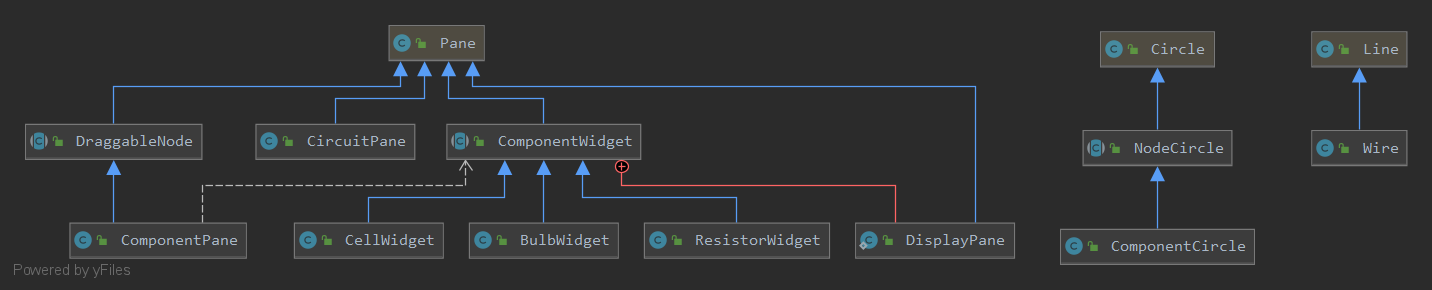 Pane
Circle
Line
DraggableNode
CircuitPane
ComponentWidget
NodeCircle
Wire
ComponentPane
CellWidget
BulbWidget
ResistorWidget
DisplayPane
ComponentCircle
Powered by yFiles